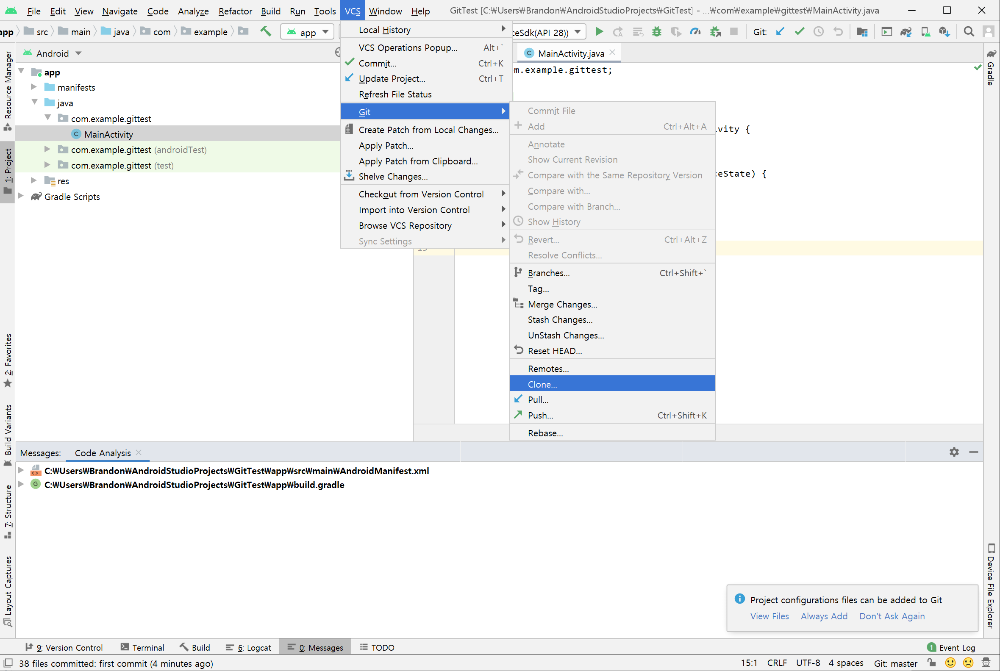 File Edit View Navigate Code Analyze Refactor Build Run Tools VCS Window Help GitTest [C:₩Users₩Brandon₩AndroidStudioProjects₩GitTest] - ...₩com₩example₩gittest₩MainActivity.java
app src main java com example app ceSdk(API 28)) Git:
Android
MainActivity.java
app
manifests
java
com.example.gittest
MainActivity
com.example.gittest (androidTest)
com.example.gittest (test)
res
Gradle Scripts
Local History
VCS Operations Popup... Alt+`
Commit... Ctrl+K
Update Project... Ctrl+T
Refresh File Status
Git
Create Patch from Local Changes...
Apply Patch...
Apply Patch from Clipboard...
Shelve Changes...
Checkout from Version Control
Import into Version Control
Browse VCS Repository
Sync Settings
Commit File
Add Ctrl+Alt+A
Annotate
Show Current Revision
Compare with the Same Repository Version
Compare with...
Compare with Branch...
Show History
Revert... Ctrl+Alt+Z
Resolve Conflicts...
Branches... Ctrl+Shift+`
Tag...
Merge Changes...
Stash Changes...
UnStash Changes...
Reset HEAD...
Remotes...
Clone...
Pull...
Push... Ctrl+Shift+K
Rebase...
m.example.gittest;
ivity {
ceState) {
Resource Manager
1: Project
2: Favorites
Build Variants
7: Structure
Layout Captures
Gradle
Device File Explorer
Messages: Code Analysis
C:₩Users₩Brandon₩AndroidStudioProjects₩GitTest₩app₩src₩main₩AndroidManifest.xml
C:₩Users₩Brandon₩AndroidStudioProjects₩GitTest₩app₩build.gradle
Project configurations files can be added to Git
View Files Always Add Don't Ask Again
9: Version Control Terminal Build 6: Logcat 0: Messages TODO 1 Event Log
38 files committed: first commit (4 minutes ago) 15:1 CRLF UTF-8 4 spaces Git: master